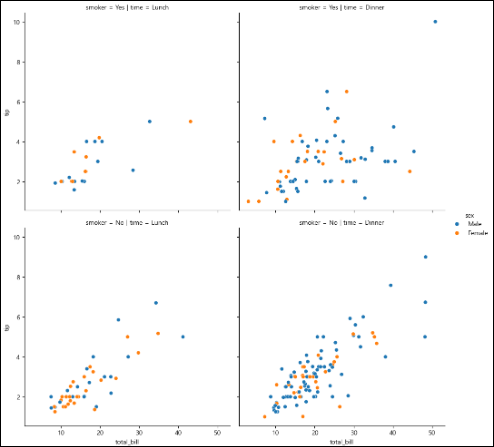 smoker = Yes | time = Lunch
smoker = Yes | time = Dinner
10
8
tip
6
4
2
smoker = No | time = Lunch
smoker = No | time = Dinner
sex
Male
Female
10
8
tip
6
4
2
10 20 30 40 50
total_bill
10 20 30 40 50
total_bill